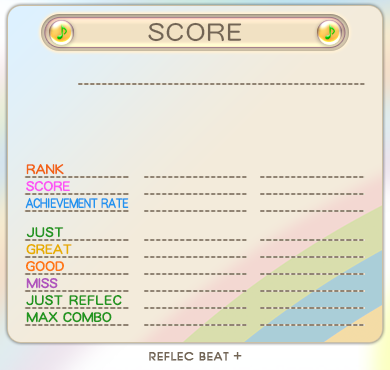 SCORE
RANK
SCORE
ACHIEVEMENT RATE
JUST
GREAT
GOOD
MISS
JUST REFLEC
MAX COMBO
REFLEC BEAT +